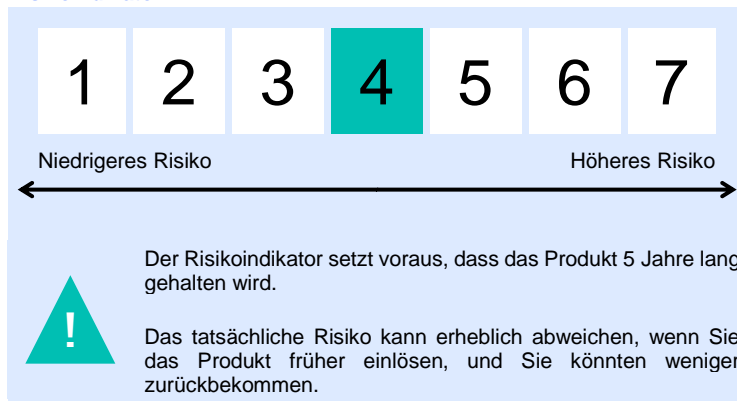 1 2 3 4 5 6 7
Niedrigeres Risiko Höheres Risiko
Der Risikoindikator setzt voraus, dass das Produkt 5 Jahre lang
gehalten wird.
!
Das tatsächliche Risiko kann erheblich abweichen, wenn Sie
das Produkt früher einlösen, und Sie könnten weniger
zurückbekommen.